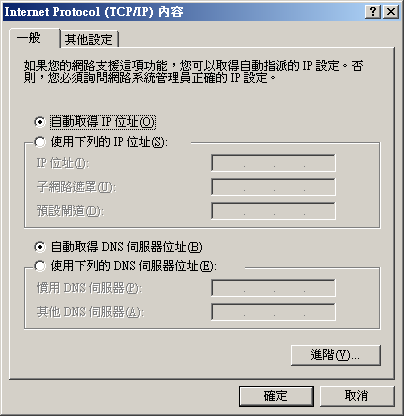 Internet Protocol (TCP/IP) 內容
一般
其他設定
如果您的網路支援這項功能，您可以取得自動指派的 IP 設定。否
則，您必須詢問網路系統管理員正確的 IP 設定。
自動取得 IP 位址(O)
使用下列的 IP 位址(S):
IP 位址(I):
子網路遮罩(U):
預設閘道(D):
自動取得 DNS 伺服器位址(B)
使用下列的 DNS 伺服器位址(E):
慣用 DNS 伺服器(P):
其他 DNS 伺服器(A):
進階(V)...
確定
取消